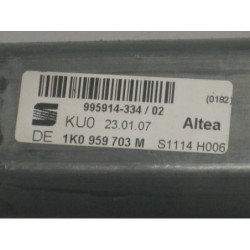 995914-334 / 02
(0182)
KU0 23.01.07 Altea
DE 1K0 959 703 M S1114 H006